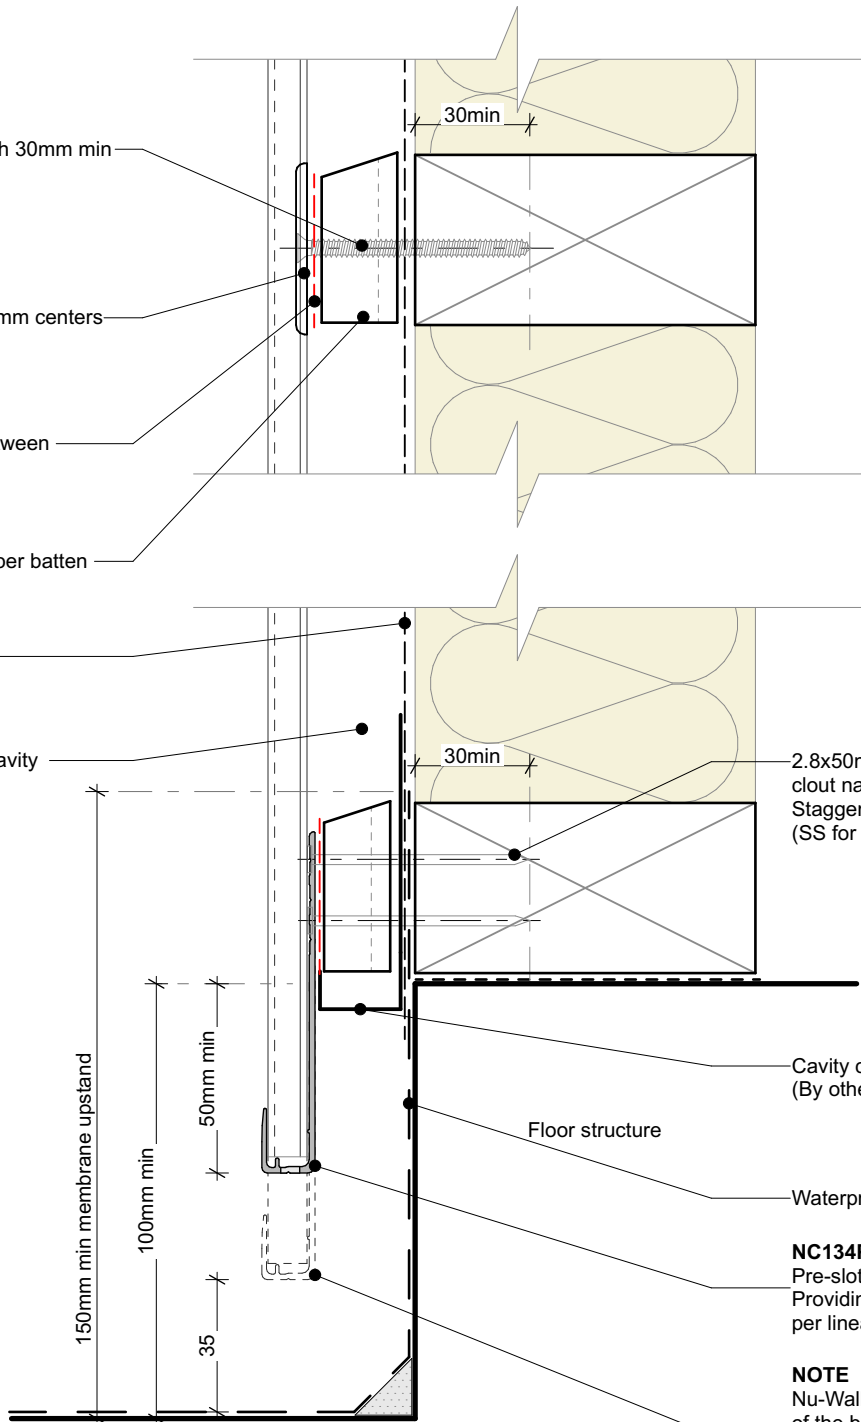 30min
h 30mm min
mm centers
ween
per batten
avity
30min
2.8x50
clout na
Stagger
(SS for
150mm min membrane upstand
100mm min
50mm min
35
Cavity
(By othe
Floor structure
Waterpr
NC134
Pre-slot
Providin
per linea
NOTE
Nu-Wal
of the b